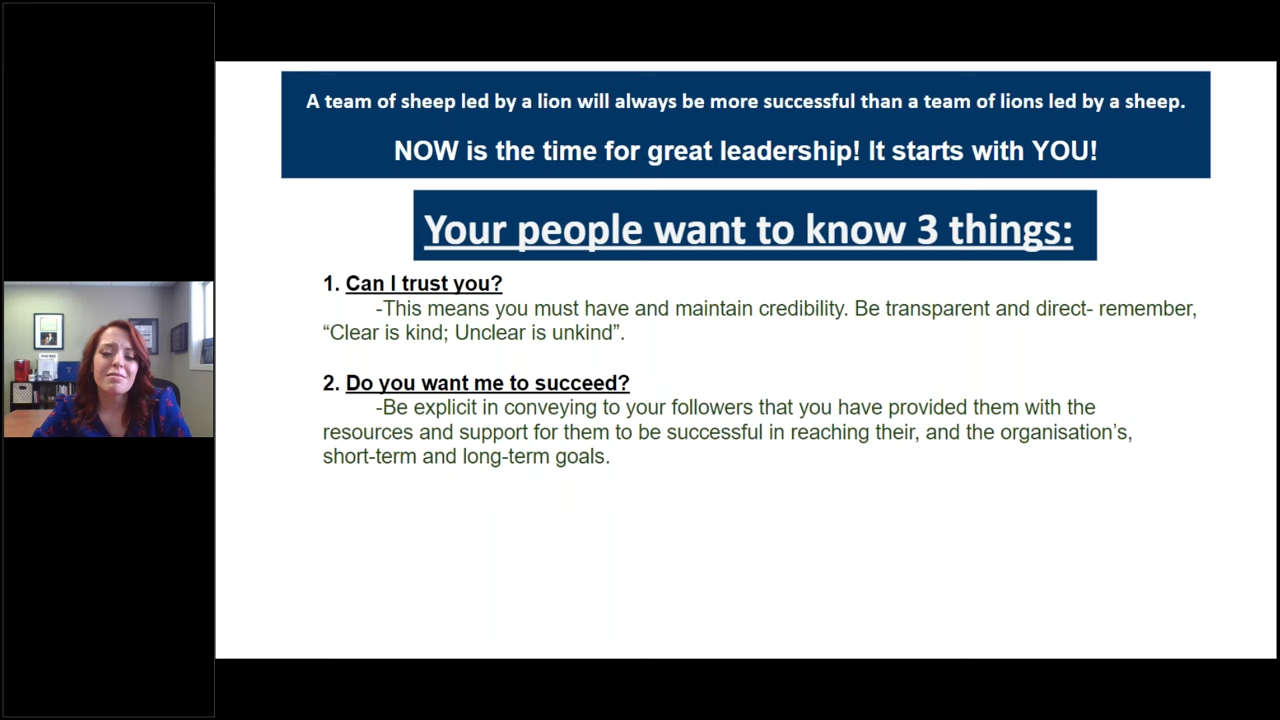 A team of sheep led by a lion will always be more successful than a team of lions led by a sheep.
NOW is the time for great leadership! It starts with YOU!
Your people want to know 3 things:
1. Can I trust you?
-This means you must have and maintain credibility. Be transparent and direct- remember,
“Clear is kind; Unclear is unkind”.
2. Do you want me to succeed?
-Be explicit in conveying to your followers that you have provided them with the
resources and support for them to be successful in reaching their, and the organisation’s,
short-term and long-term goals.